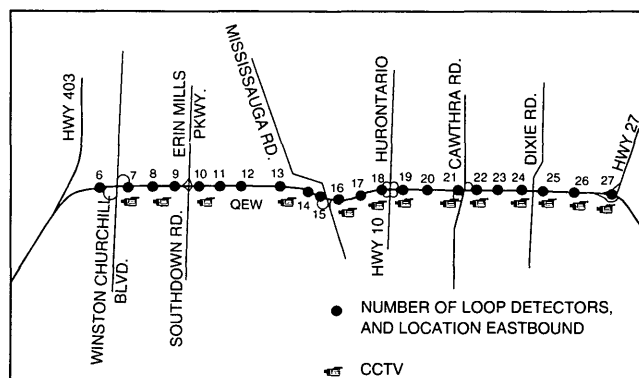 HWY 403
WINSTON CHURCHILL
BLVD.
SOUTHDOWN RD.
ERIN MILLS
PKWY.
MISSISSAUGA RD.
HURONTARIO
HWY 10
CAWTHRA RD.
DIXIE RD.
HWY 27
6
7
8
9
10
11
12
13
14
15
16
17
18
19
20
21
22
23
24
25
26
27
QEW
NUMBER OF LOOP DETECTORS,
AND LOCATION EASTBOUND
CCTV